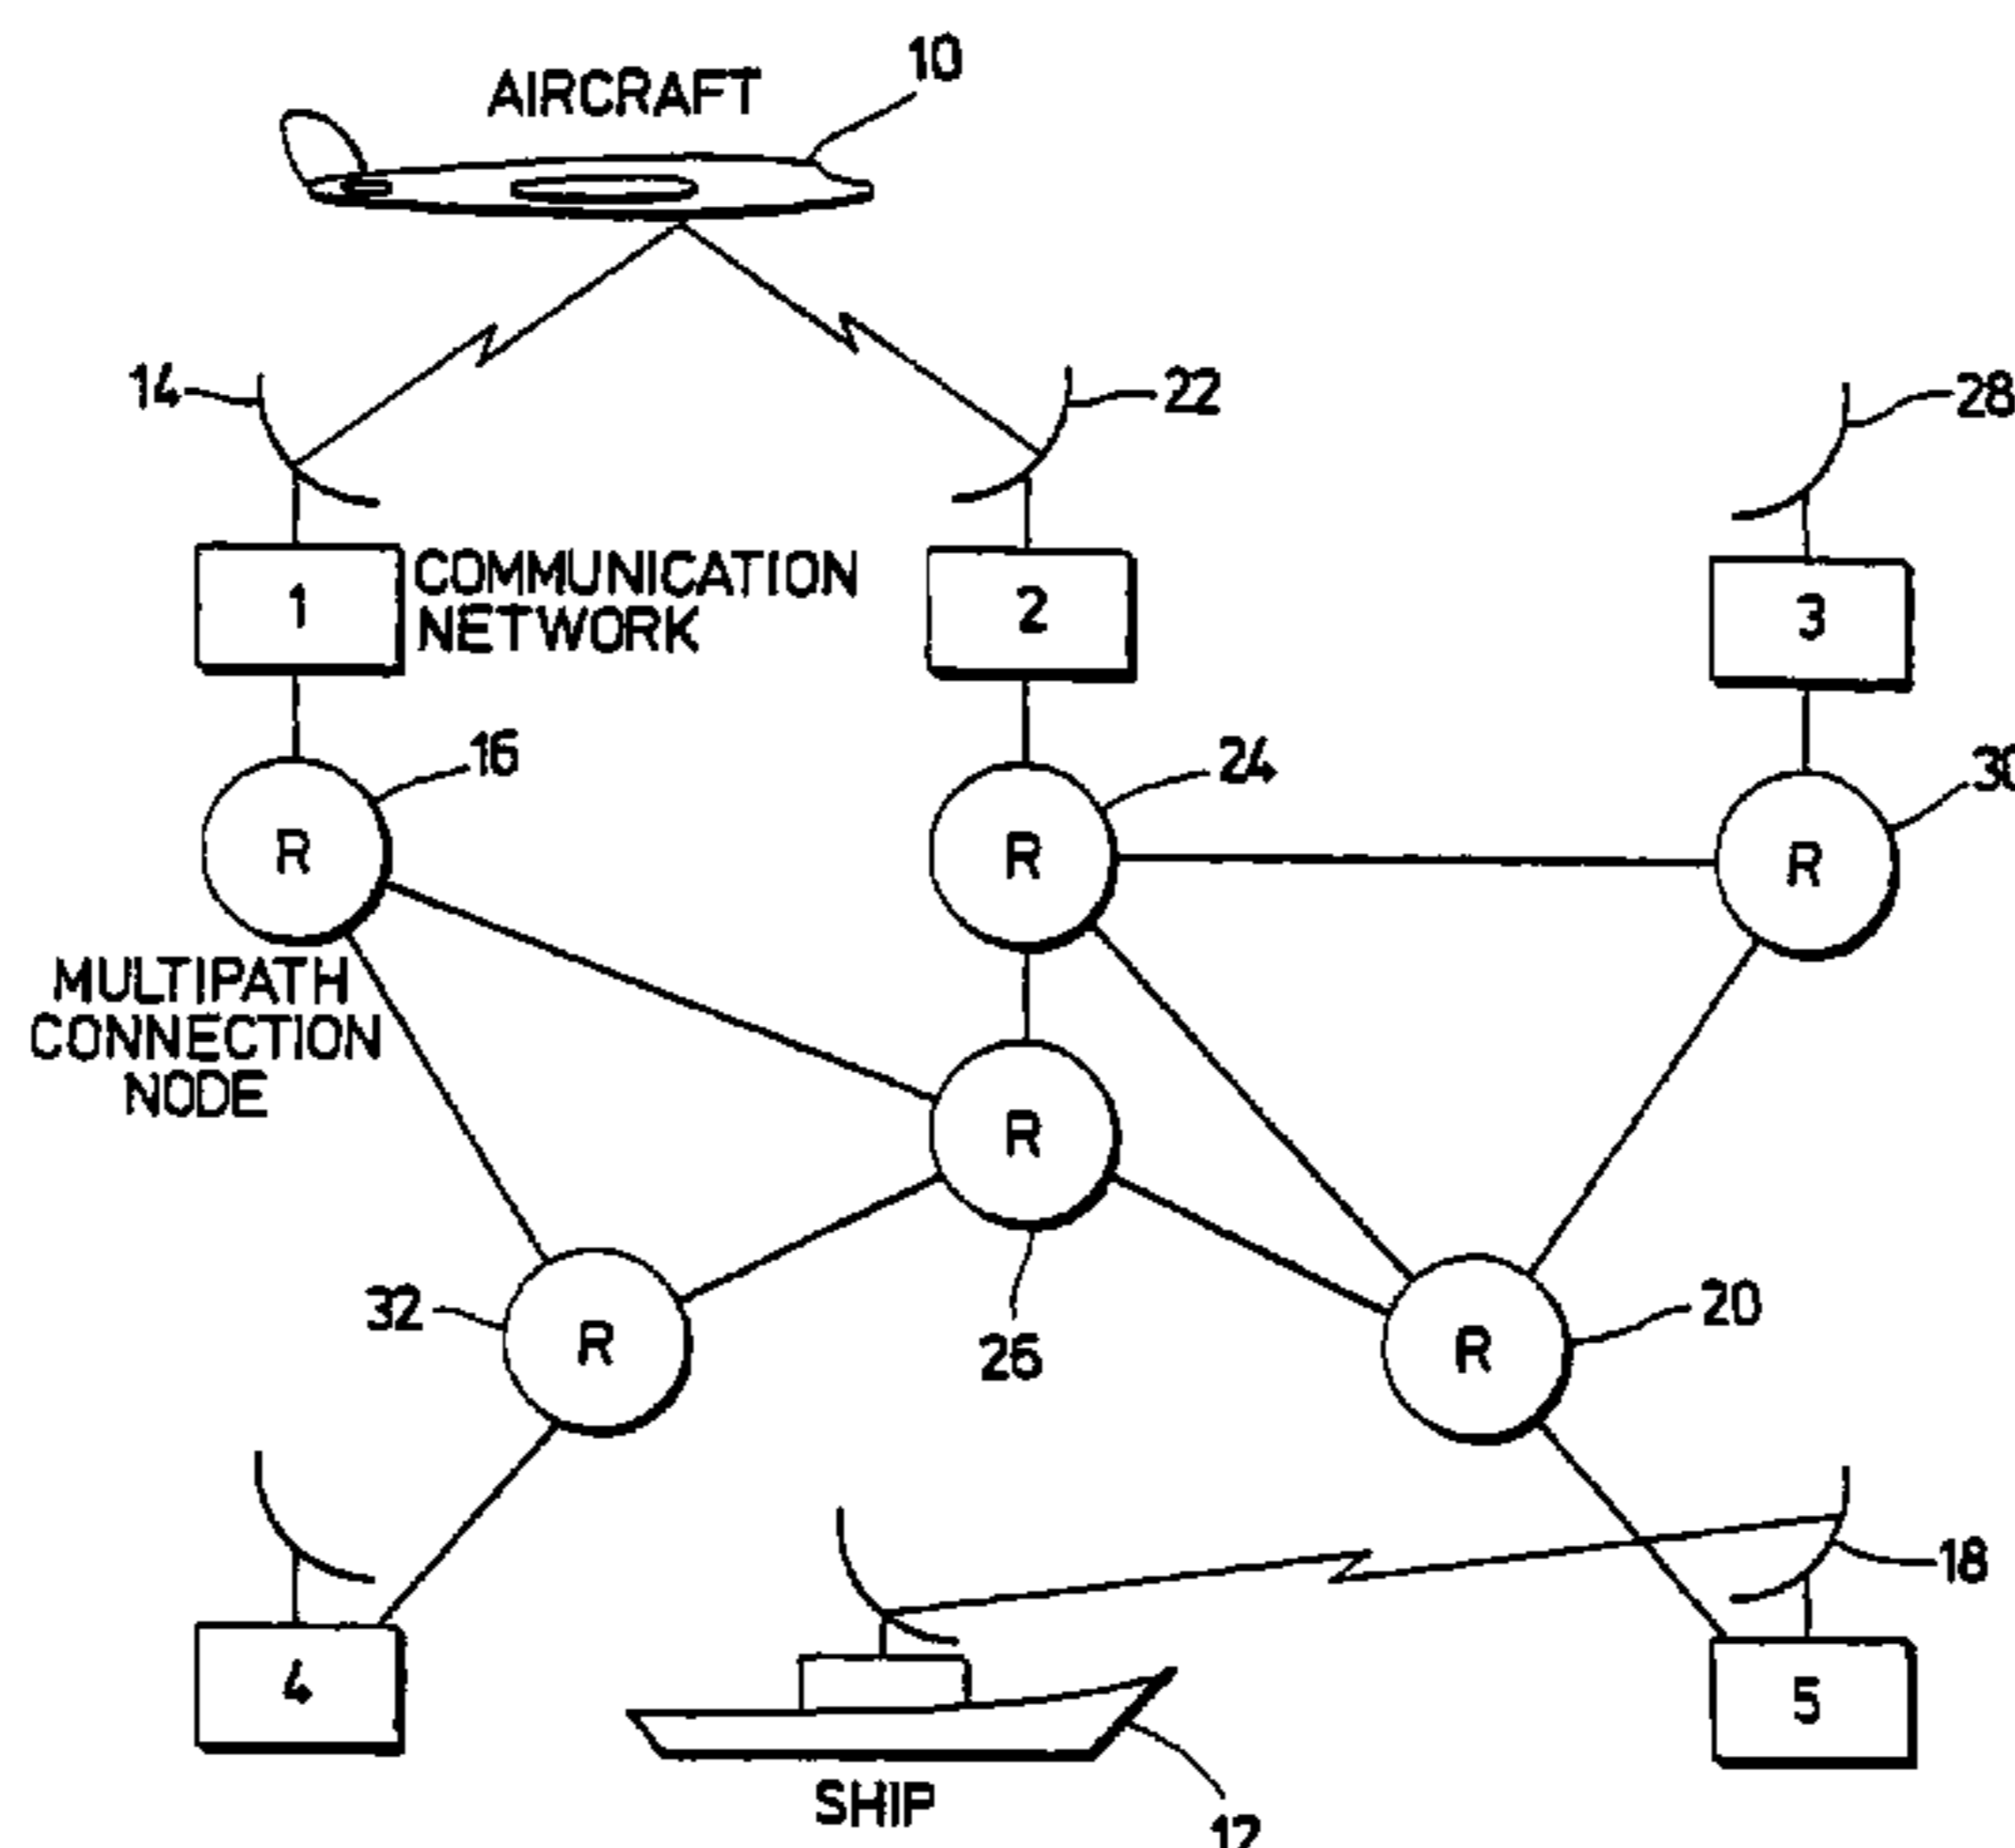 AIRCRAFT
10
14
22
28
1
COMMUNICATION
NETWORK
2
3
16
24
30
R
R
R
MULTIPATH
CONNECTION
NODE
R
32
26
R
R
20
18
4
5
SHIP
12